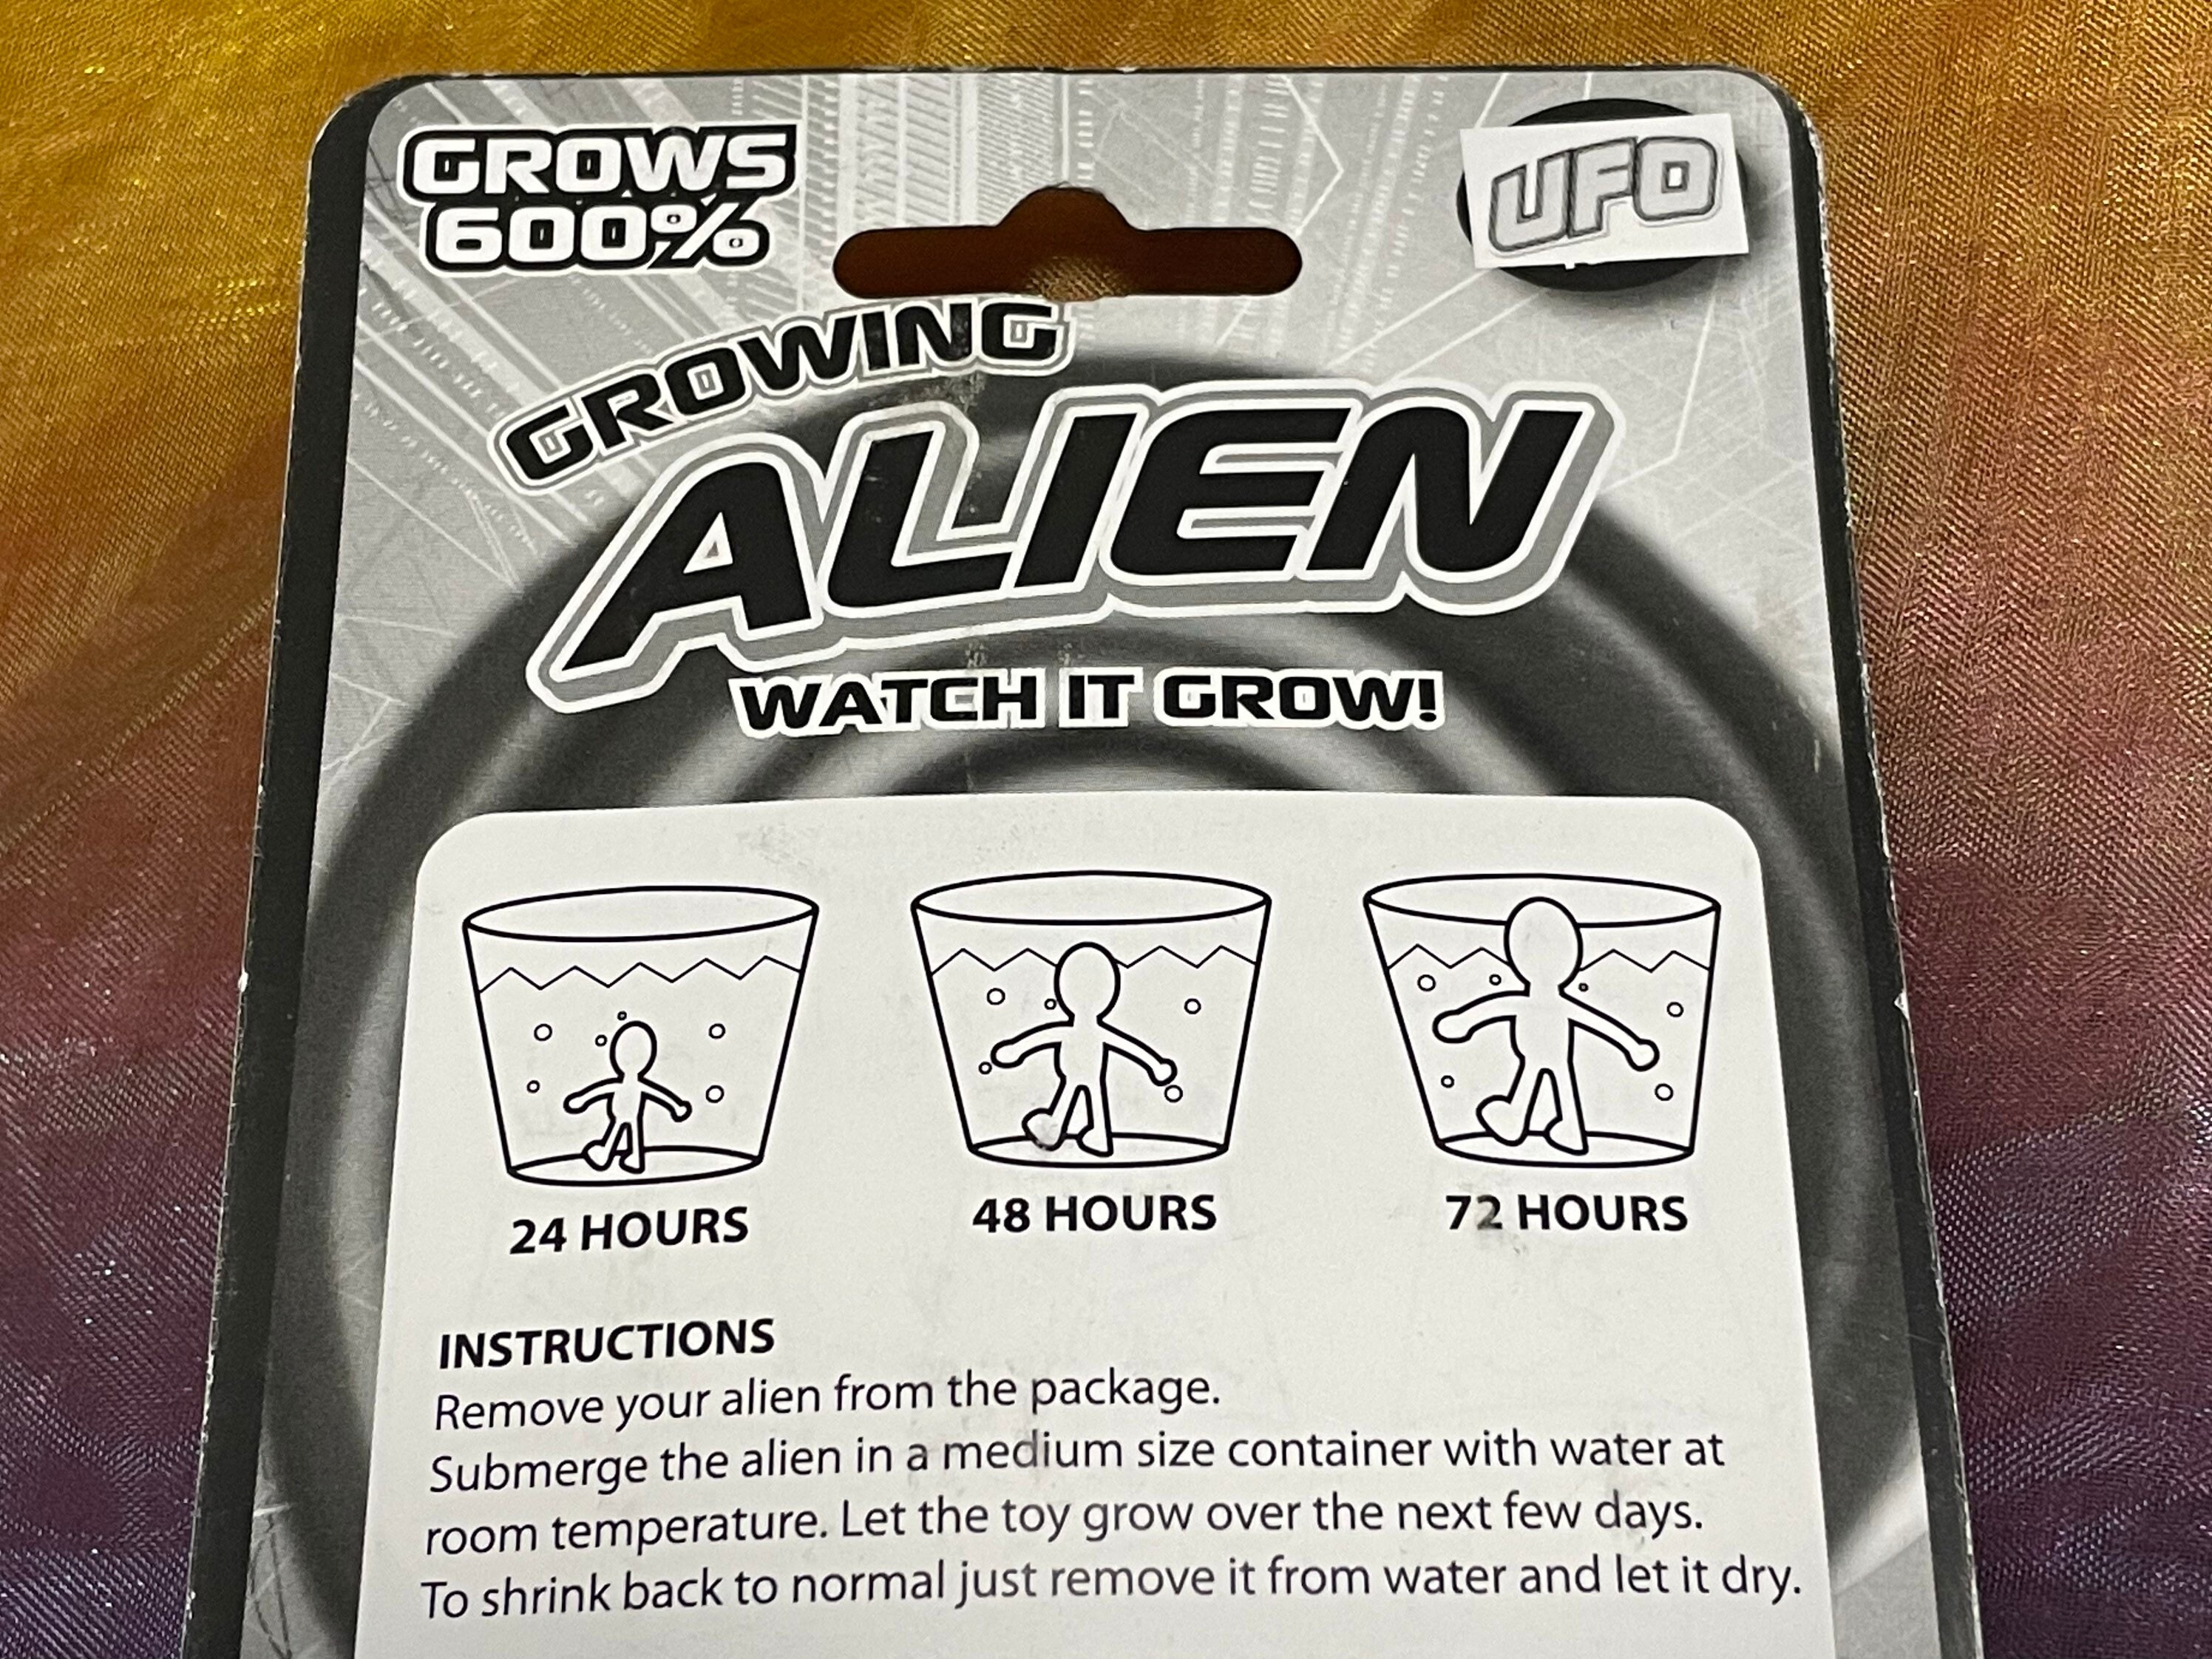 GROWS
600%
UFO
GROWING
ALIEN
WATCH IT GROW!
24 HOURS
48 HOURS
72 HOURS
INSTRUCTIONS
Remove your alien from the package.
Submerge the alien in a medium size container with water at
room temperature. Let the toy grow over the next few days.
To shrink back to normal just remove it from water and let it dry.